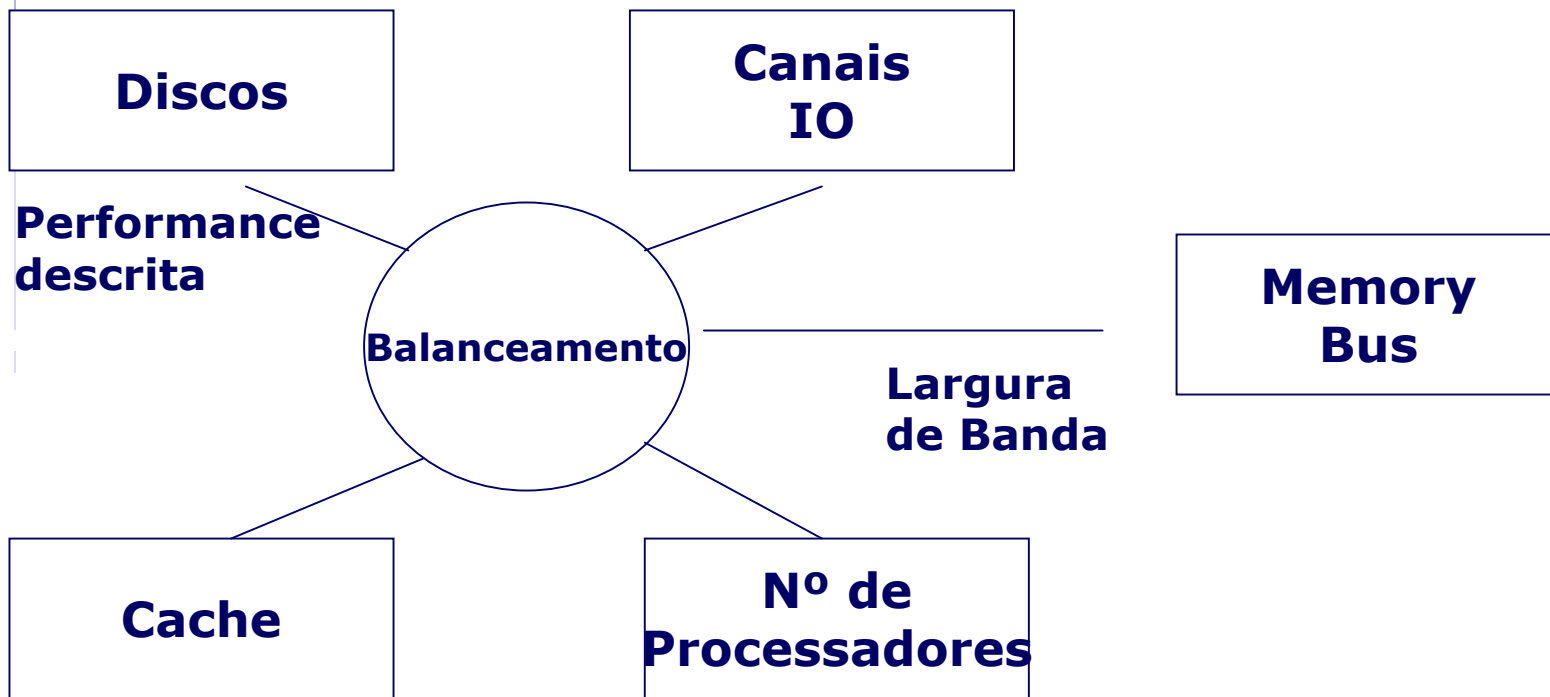 Discos
Canais
IO
Performance
descrita
Memory
Bus
Balanceamento
Largura
de Banda
Cache
Nº de
Processadores